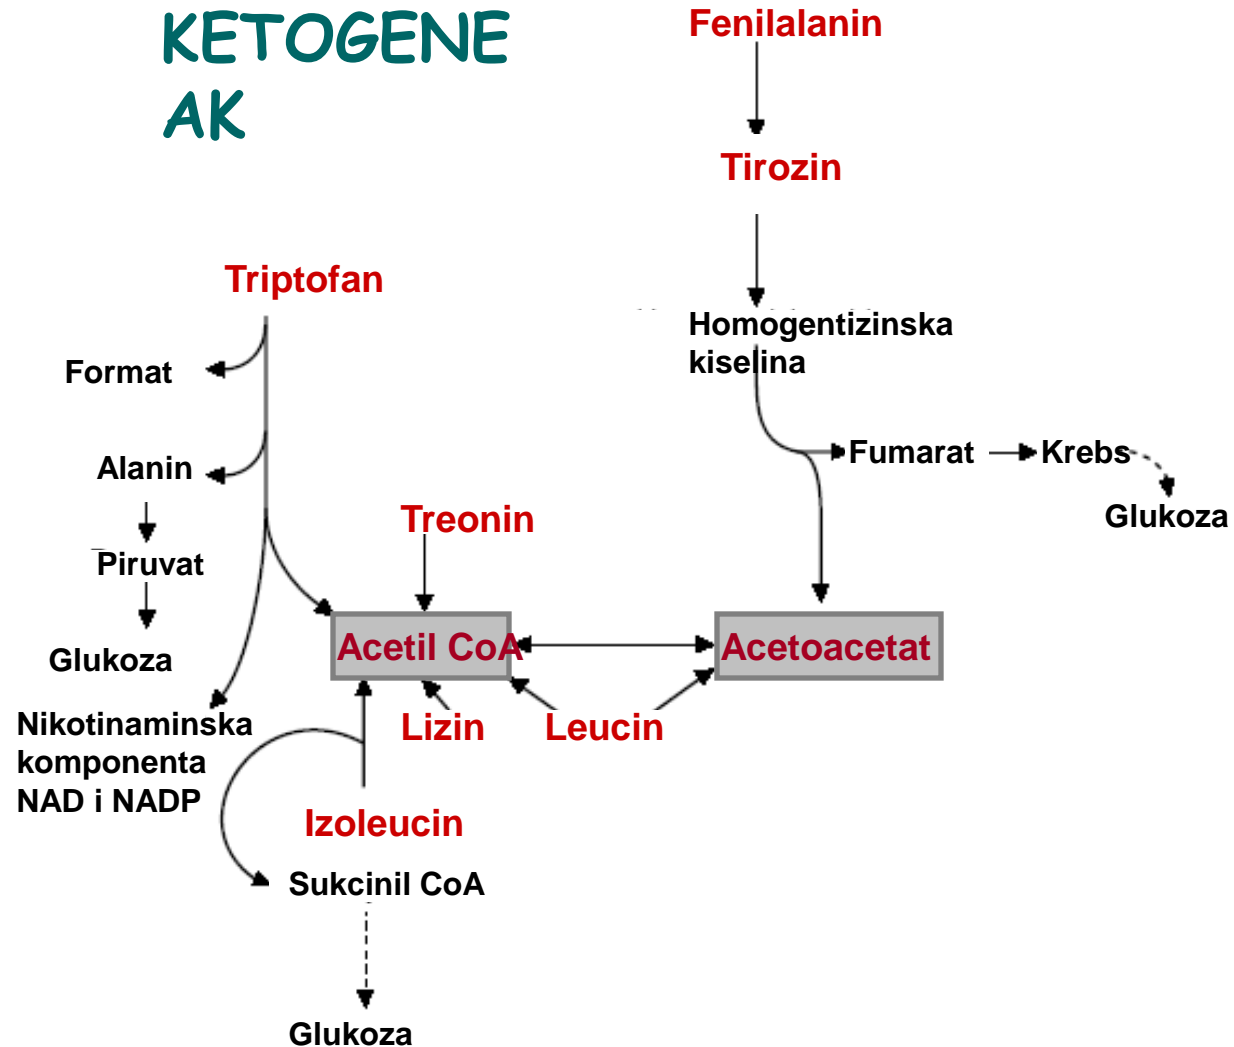 KETOGENE
AK
Fenilalanin
Tirozin
Triptofan
Homogentizinska
kiselina
Format
Alanin
Fumarat
Krebs
Glukoza
Treonin
Piruvat
Glukoza
Acetil CoA
Acetoacetat
Nikotinaminska
komponenta
NAD i NADP
Lizin
Leucin
Izoleucin
Sukcinil CoA
Glukoza